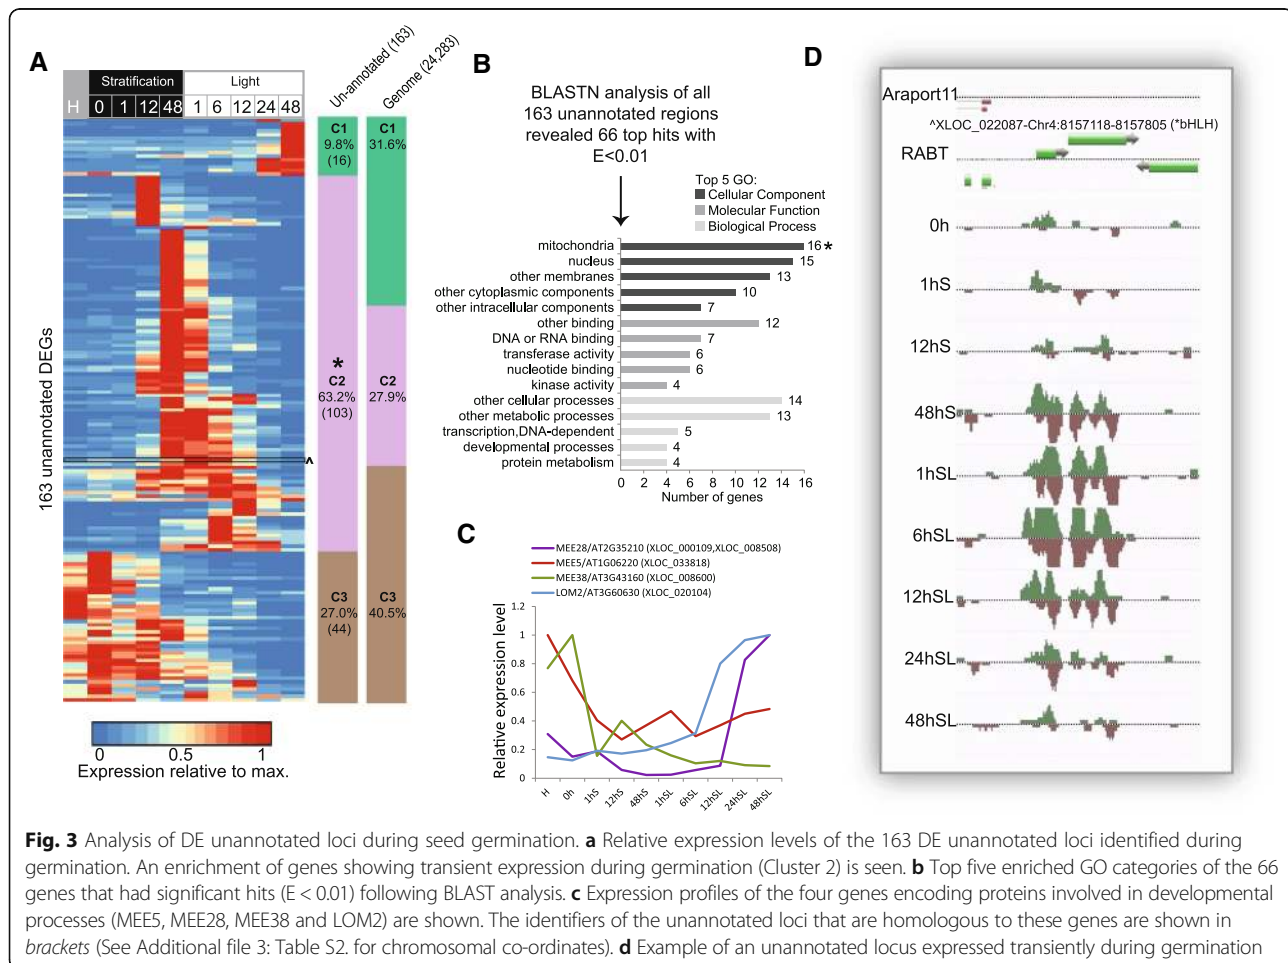 A
Stratification
Light
H 0 1 12 48 1 6 12 24 48
Un-annotated (163)
Genome (24,283)
163 unannotated DEGs
C1
9.8%
(16)
C1
31.6%
*
C2
63.2%
(103)
C2
27.9%
^
C3
27.0%
(44)
C3
40.5%
0 0.5 1
Expression relative to max.
B
BLASTN analysis of all
163 unannotated regions
revealed 66 top hits with
E<0.01
Top 5 GO:
Cellular Component
Molecular Function
Biological Process
mitochondria 16 *
nucleus 15
other membranes 13
other cytoplasmic components 10
other intracellular components 7
other binding 12
DNA or RNA binding 7
transferase activity 6
nucleotide binding 6
kinase activity 4
other cellular processes 14
other metabolic processes 13
transcription,DNA-dependent 5
developmental processes 4
protein metabolism 4
0 2 4 6 8 10 12 14 16
Number of genes
C
MEE28/AT2G35210 (XLOC_000109,XLOC_008508)
MEE5/AT1G06220 (XLOC_033818)
MEE38/AT3G43160 (XLOC_008600)
LOM2/AT3G60630 (XLOC_020104)
Relative expression level
1.2
1
0.8
0.6
0.4
0.2
0
H 0h 1hS 12hS 48hS 1hSL 6hSL 12hSL 24hSL 48hSL
D
Araport11
^XLOC_022087-Chr4:8157118-8157805 (*bHLH)
RABT
0h
1hS
12hS
48hS
1hSL
6hSL
12hSL
24hSL
48hSL
Fig. 3 Analysis of DE unannotated loci during seed germination. a Relative expression levels of the 163 DE unannotated loci identified during
germination. An enrichment of genes showing transient expression during germination (Cluster 2) is seen. b Top five enriched GO categories of the 66
genes that had significant hits (E < 0.01) following BLAST analysis. c Expression profiles of the four genes encoding proteins involved in developmental
processes (MEE5, MEE28, MEE38 and LOM2) are shown. The identifiers of the unannotated loci that are homologous to these genes are shown in
brackets (See Additional file 3: Table S2. for chromosomal co-ordinates). d Example of an unannotated locus expressed transiently during germination